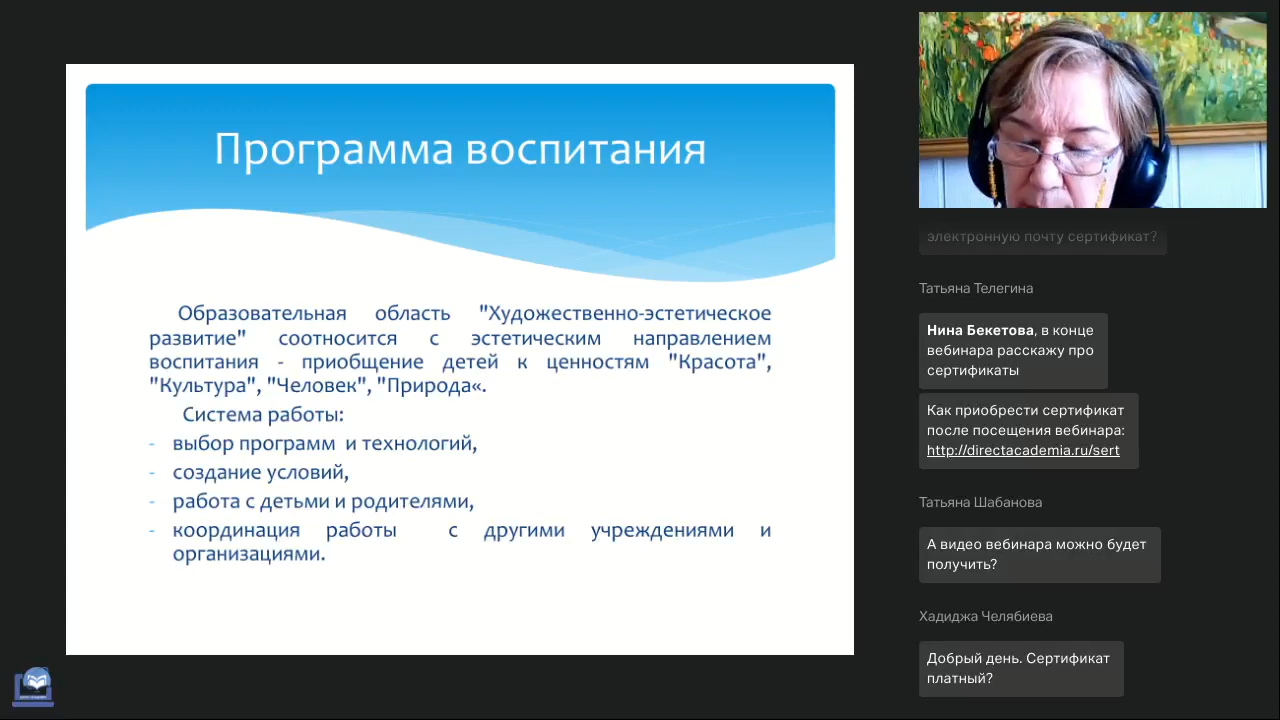 Программа воспитания
Образовательная область "Художественно-эстетическое
развитие" соотносится с эстетическим направлением
воспитания - приобщение детей к ценностям "Красота",
"Культура", "Человек", "Природа«.
Система работы:
- выбор программ и технологий,
- создание условий,
- работа с детьми и родителями,
- координация работы с другими учреждениями и
организациями.
электронную почту сертификат?
Татьяна Телегина
Нина Бекетова, в конце
вебинара расскажу про
сертификаты
Как приобрести сертификат
после посещения вебинара:
http://directacademia.ru/sert
Татьяна Шабанова
А видео вебинара можно будет
получить?
Хадиджа Челябиева
Добрый день. Сертификат
платный?